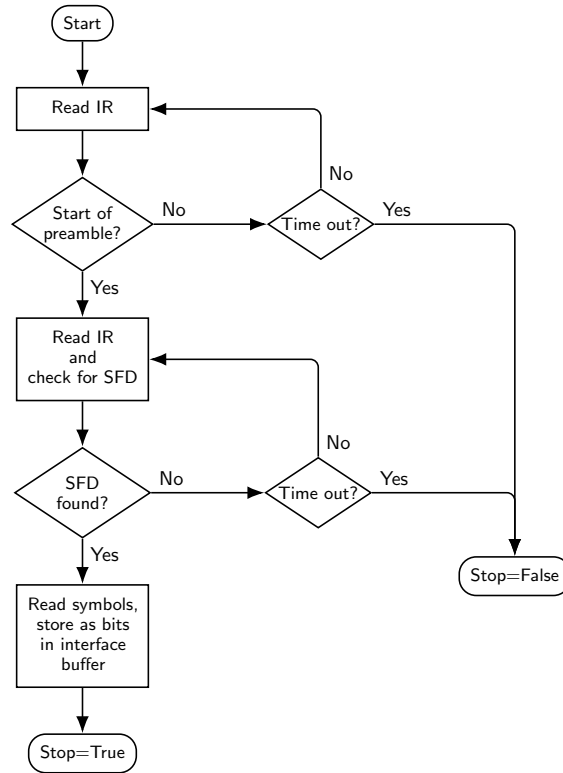 Start
Read IR
No
Start of
preamble?
No
Time out?
Yes
Yes
Read IR
and
check for SFD
No
SFD
found?
No
Time out?
Yes
Yes
Stop=False
Read symbols,
store as bits
in interface
buffer
Stop=True